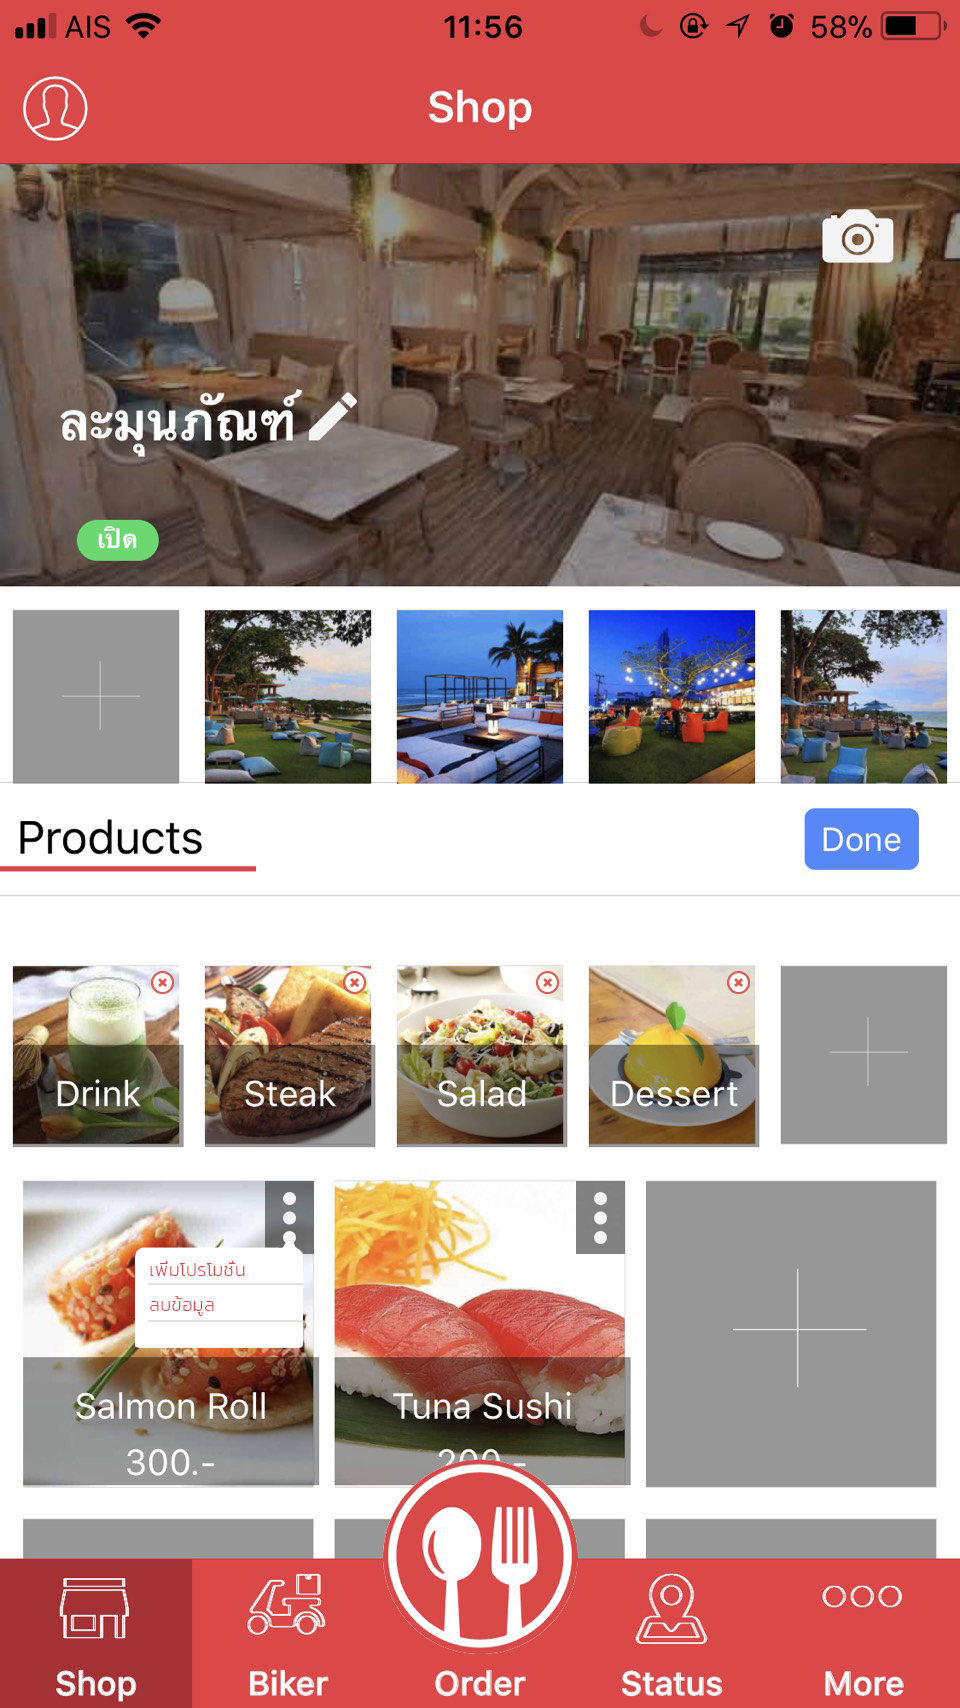 AIS 11:56 58%
Shop
ละมุนภัณฑ์
เปิด
Products Done
Drink Steak Salad Dessert
เพิ่มโปรโมชั่น
ลบข้อมูล
Salmon Roll Tuna Sushi
300.- 200.-
Shop Biker Order Status More